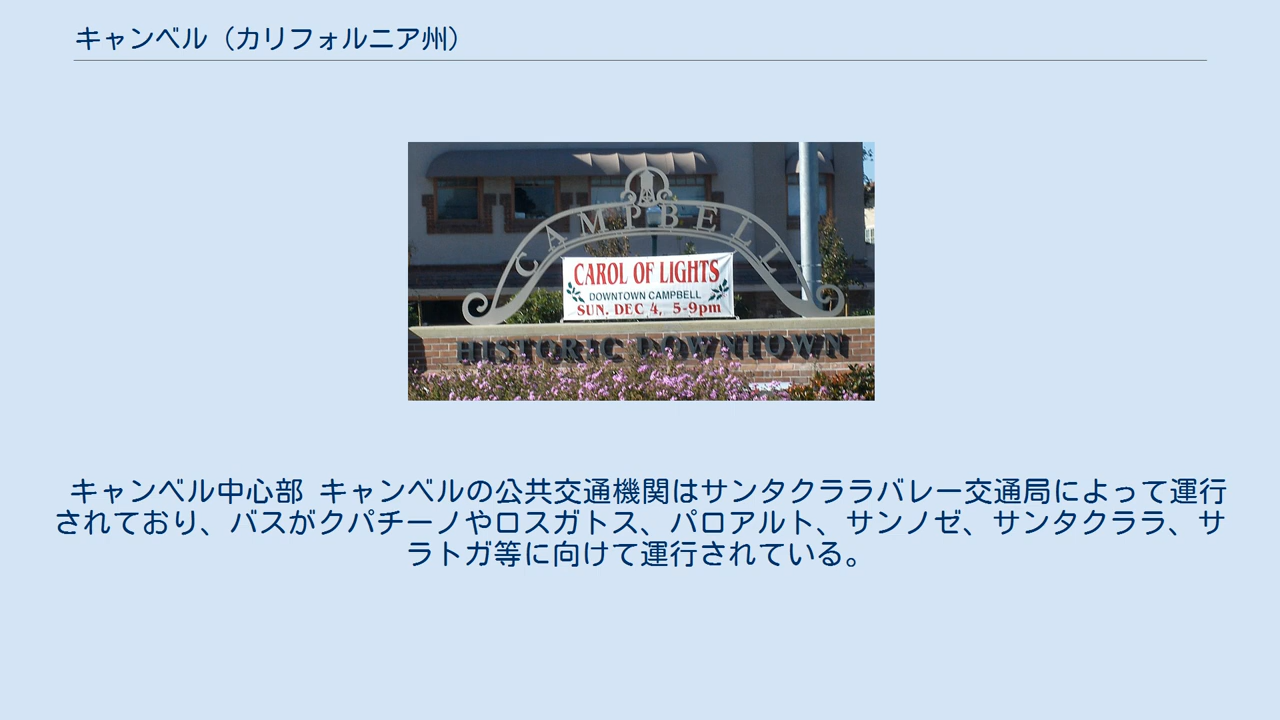 キャンベル（カリフォルニア州）
CAMPBELL
CAROL OF LIGHTS
DOWNTOWN CAMPBELL
SUN. DEC 4, 5-9pm
HISTORIC DOWNTOWN
キャンベル中心部 キャンベルの公共交通機関はサンタクララバレー交通局によって運行
されており、バスがクパチーノやロスガトス、パロアルト、サンノゼ、サンタクララ、サ
ラトガ等に向けて運行されている。